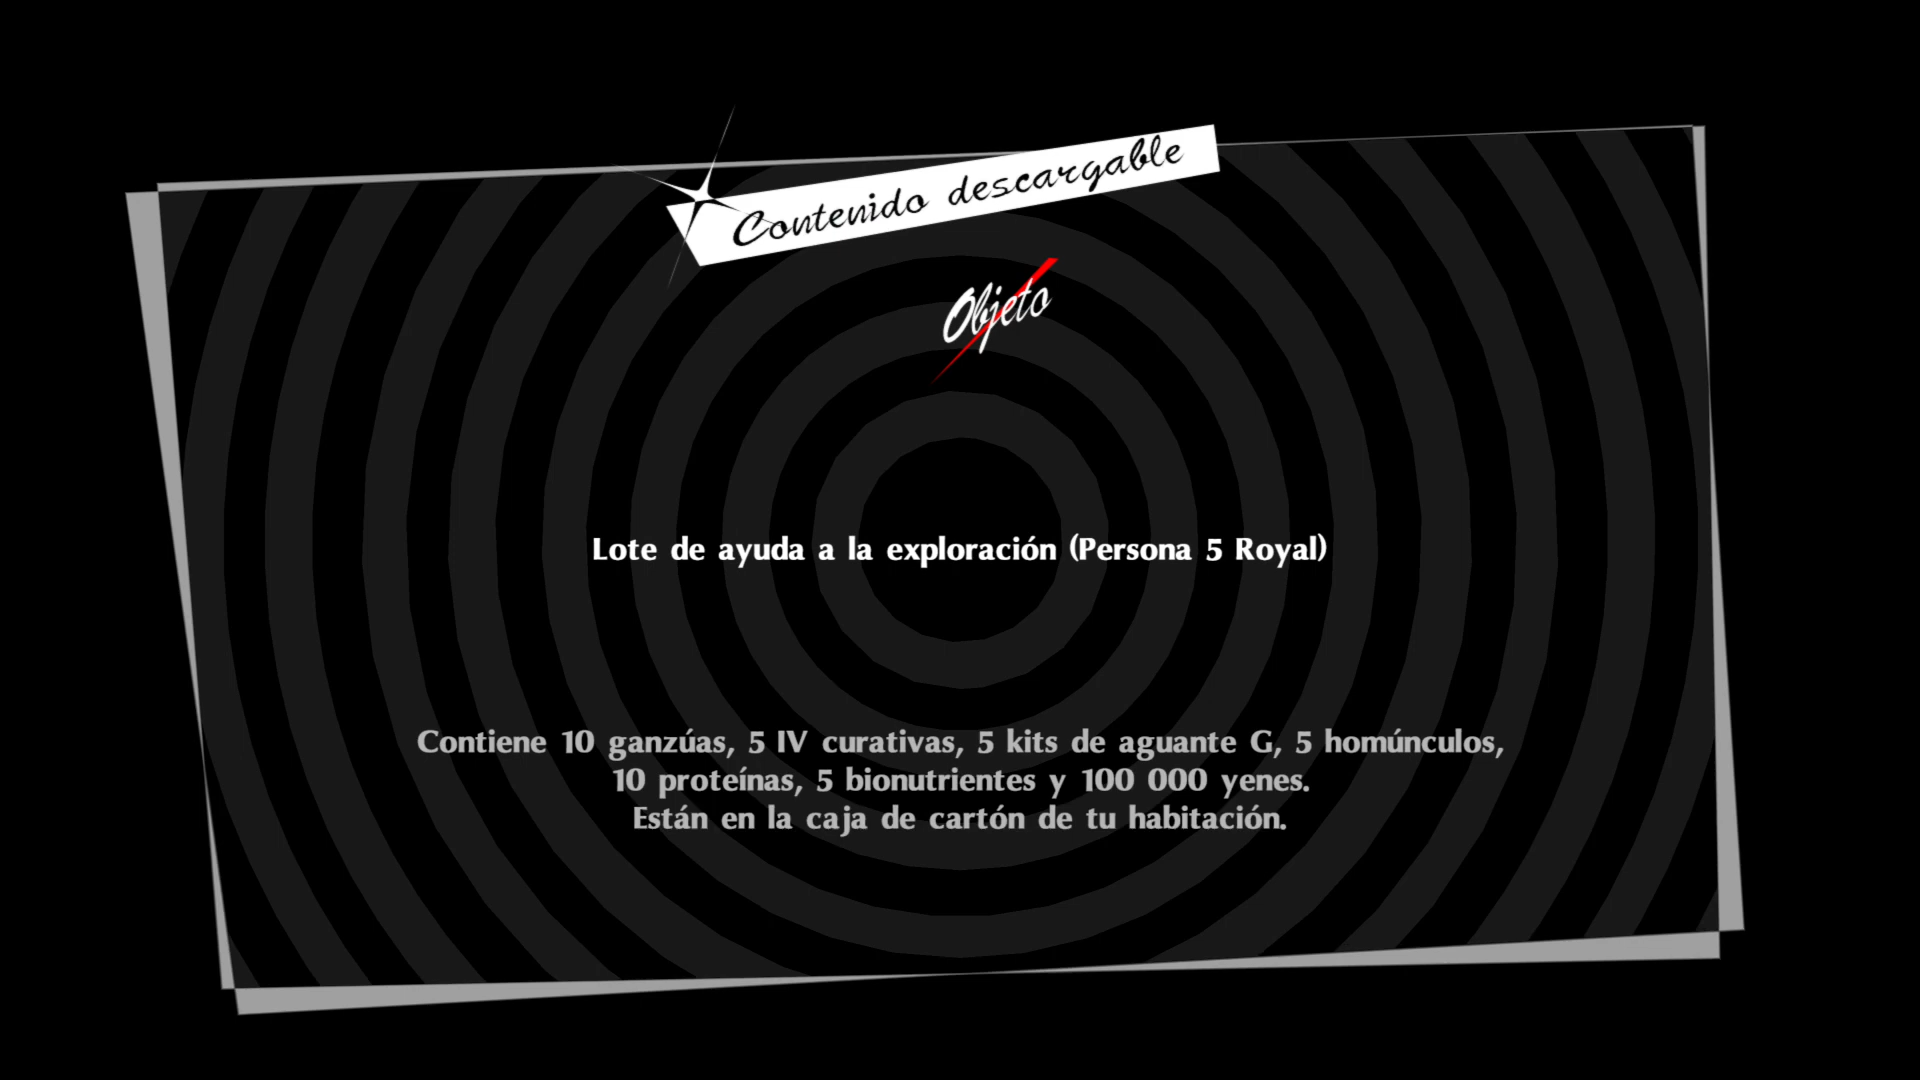 Contenido descargable
Objeto
Lote de ayuda a la exploración (Persona 5 Royal)
Contiene 10 ganzúas, 5 IV curativas, 5 kits de aguante G, 5 homúnculos,
10 proteínas, 5 bionutrientes y 100 000 yenes.
Están en la caja de cartón de tu habitación.